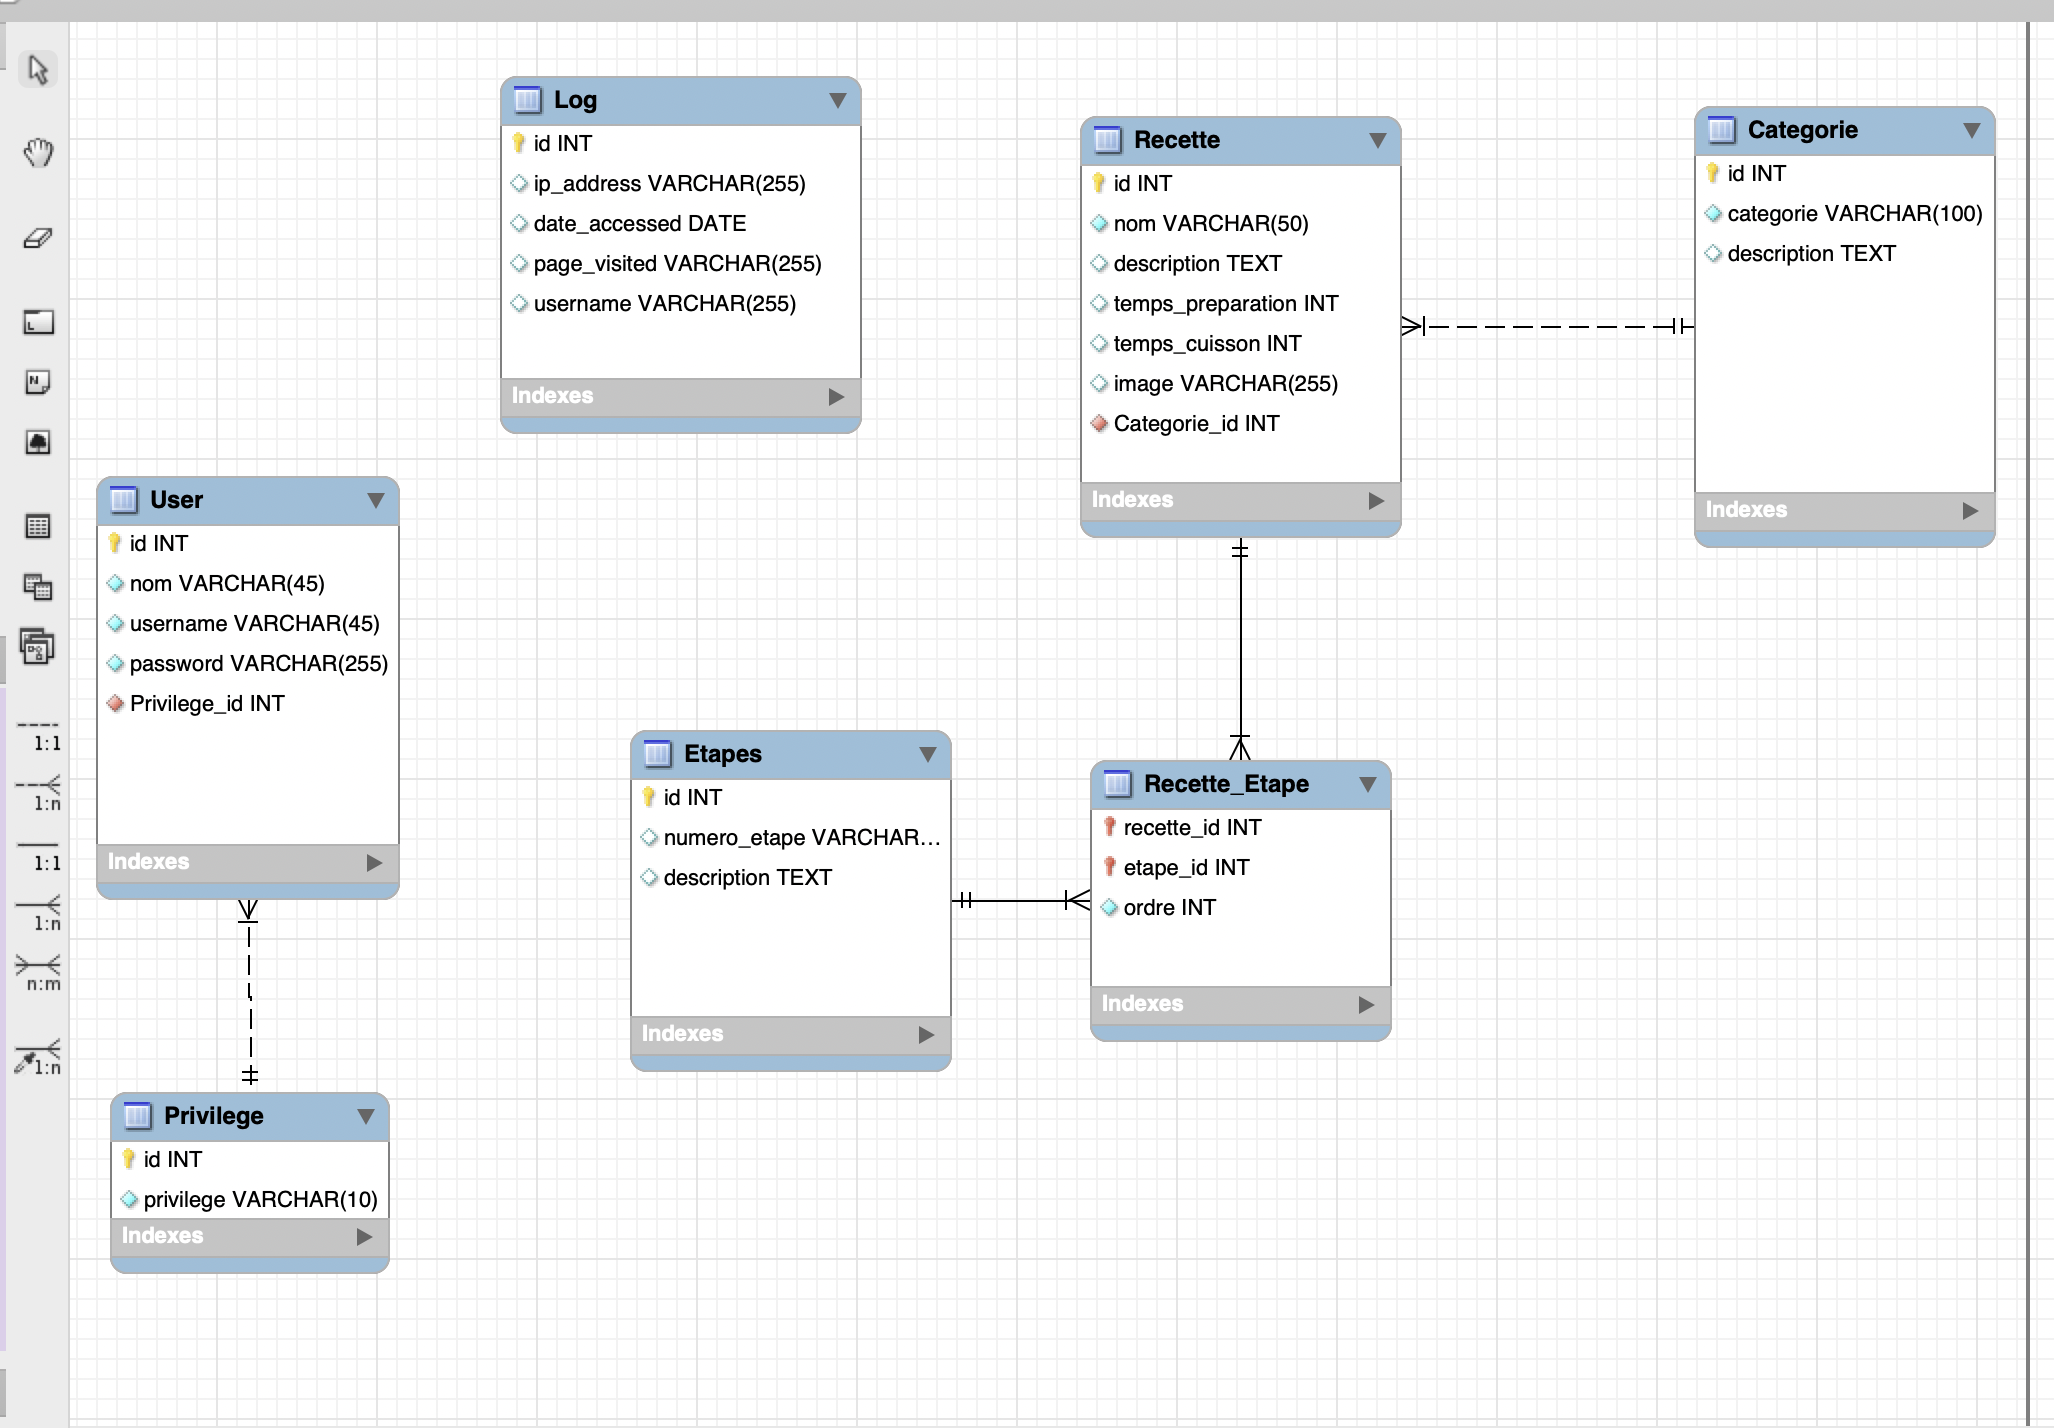 Log
id INT
ip_address VARCHAR(255)
date_accessed DATE
page_visited VARCHAR(255)
username VARCHAR(255)
Indexes
Recette
id INT
nom VARCHAR(50)
description TEXT
temps_preparation INT
temps_cuisson INT
image VARCHAR(255)
Categorie_id INT
Indexes
Categorie
id INT
categorie VARCHAR(100)
description TEXT
Indexes
User
id INT
nom VARCHAR(45)
username VARCHAR(45)
password VARCHAR(255)
Privilege_id INT
Indexes
Etapes
id INT
numero_etape VARCHAR...
description TEXT
Indexes
Recette_Etape
recette_id INT
etape_id INT
ordre INT
Indexes
Privilege
id INT
privilege VARCHAR(10)
Indexes
1:1
1:n
1:1
1:n
n:m
1:n